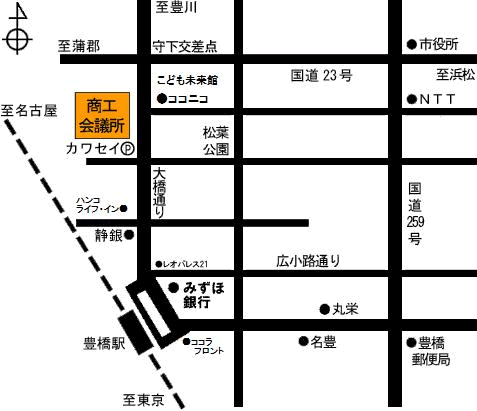 至豊川
至蒲郡
守下交差点
市役所
国道 23号
至浜松
こども未来館
ココニコ
NTT
至名古屋
商工
会議所
カワセイⓅ
松葉
公園
大橋通り
国道259号
ハンコ
ライフ・イン
静銀
レオパレス21
広小路通り
みずほ
銀行
丸栄
豊橋駅
ココラ
フロント
名豊
豊橋
郵便局
至東京